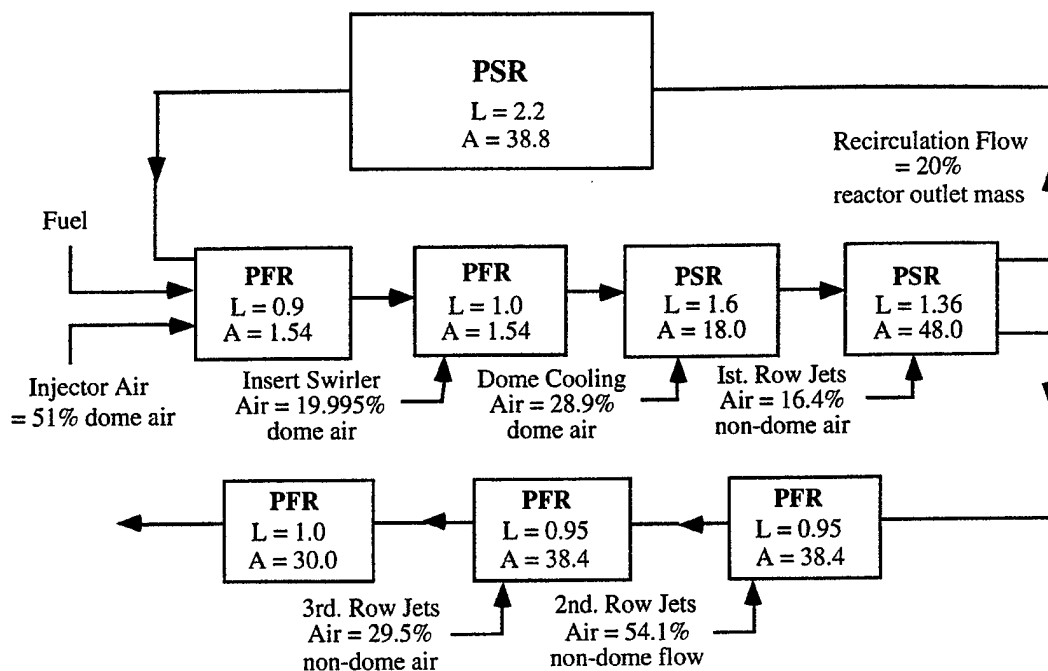 PSR
L = 2.2
A = 38.8
Recirculation Flow
= 20%
reactor outlet mass
Fuel
PFR
L = 0.9
A = 1.54
PFR
L = 1.0
A = 1.54
PSR
L = 1.6
A = 18.0
PSR
L = 1.36
A = 48.0
Injector Air
= 51% dome air
Insert Swirler
Air = 19.995%
dome air
Dome Cooling
Air = 28.9%
dome air
Ist. Row Jets
Air = 16.4%
non-dome air
PFR
L = 1.0
A = 30.0
PFR
L = 0.95
A = 38.4
PFR
L = 0.95
A = 38.4
3rd. Row Jets
Air = 29.5%
non-dome air
2nd. Row Jets
Air = 54.1%
non-dome flow